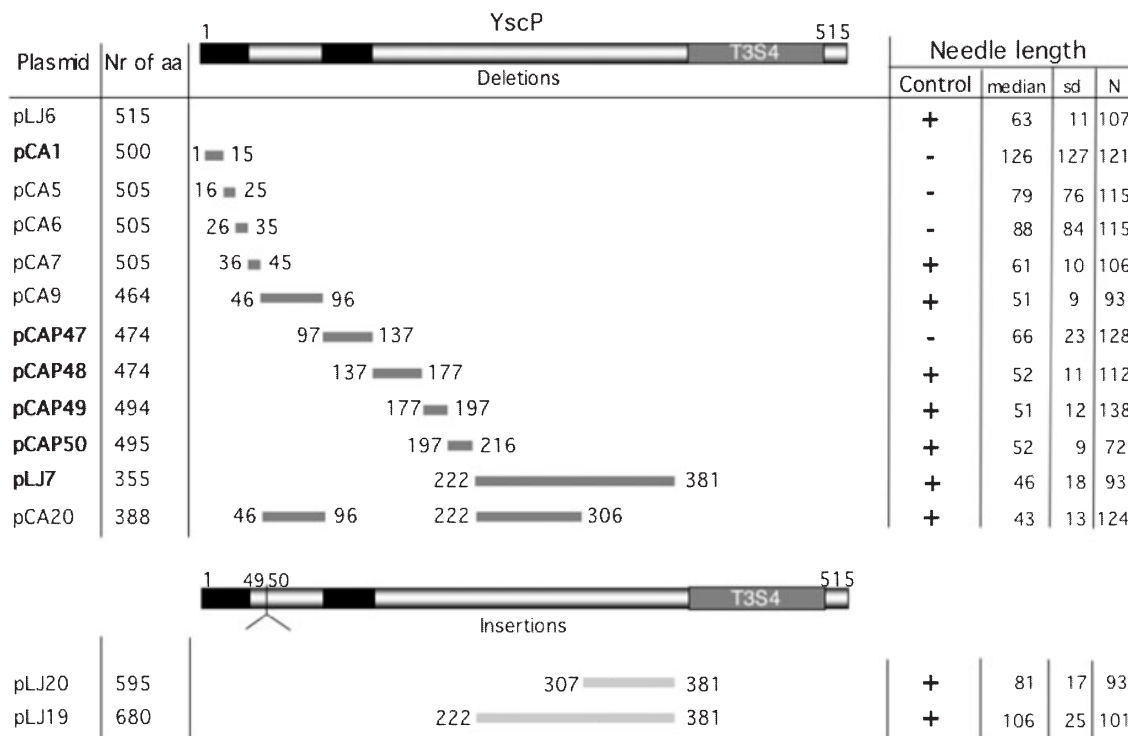 YscP
1 515
T3S4
Plasmid Nr of aa Deletions Needle length
Control median sd N
pLJ6 515 + 63 11 107
pCA1 500 1 15 - 126 127 121
pCA5 505 16 25 - 79 76 115
pCA6 505 26 35 - 88 84 115
pCA7 505 36 45 + 61 10 106
pCA9 464 46 96 + 51 9 93
pCAP47 474 97 137 - 66 23 128
pCAP48 474 137 177 + 52 11 112
pCAP49 494 177 197 + 51 12 138
pCAP50 495 197 216 + 52 9 72
pLJ7 355 222 381 + 46 18 93
pCA20 388 46 96 222 306 + 43 13 124
1 49 50 515
T3S4
Insertions
pLJ20 595 307 381 + 81 17 93
pLJ19 680 222 381 + 106 25 101